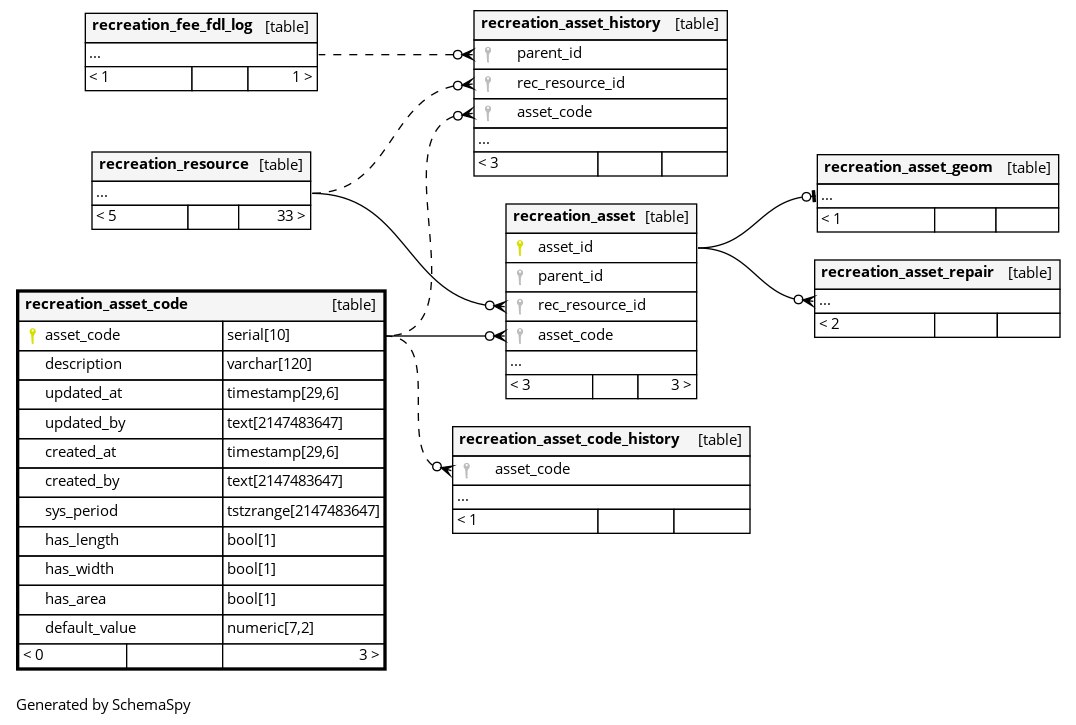 recreation_fee_fdl_log [table]
...
< 1 1 >
recreation_asset_history [table]
parent_id
rec_resource_id
asset_code
...
< 3
recreation_resource [table]
...
< 5 33 >
recreation_asset_geom [table]
...
< 1
recreation_asset [table]
asset_id
parent_id
rec_resource_id
asset_code
...
< 3 3 >
recreation_asset_repair [table]
...
< 2
recreation_asset_code [table]
asset_code serial[10]
description varchar[120]
updated_at timestamp[29,6]
updated_by text[2147483647]
created_at timestamp[29,6]
created_by text[2147483647]
sys_period tstzrange[2147483647]
has_length bool[1]
has_width bool[1]
has_area bool[1]
default_value numeric[7,2]
< 0 3 >
recreation_asset_code_history [table]
asset_code
...
< 1
Generated by SchemaSpy